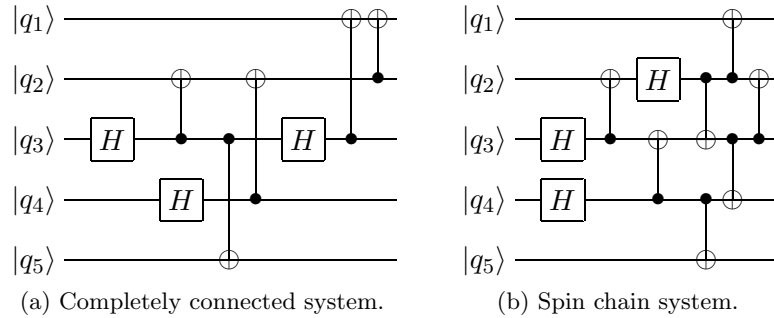 |q₁⟩ |q₁⟩
|q₂⟩ H |q₂⟩
|q₃⟩ H H |q₃⟩ H
|q₄⟩ H |q₄⟩ H
|q₅⟩ |q₅⟩
(a) Completely connected system. (b) Spin chain system.